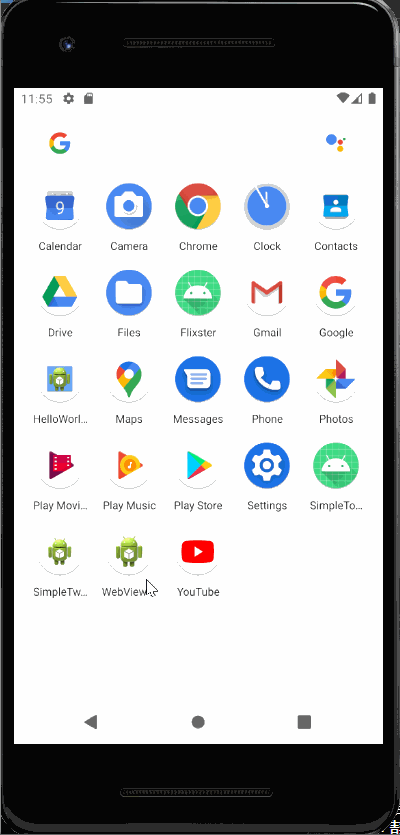 11:55
Calendar Camera Chrome Clock Contacts
Drive Files Flixster Gmail Google
HelloWorl... Maps Messages Phone Photos
Play Movi... Play Music Play Store Settings SimpleTo...
SimpleTw... WebView YouTube